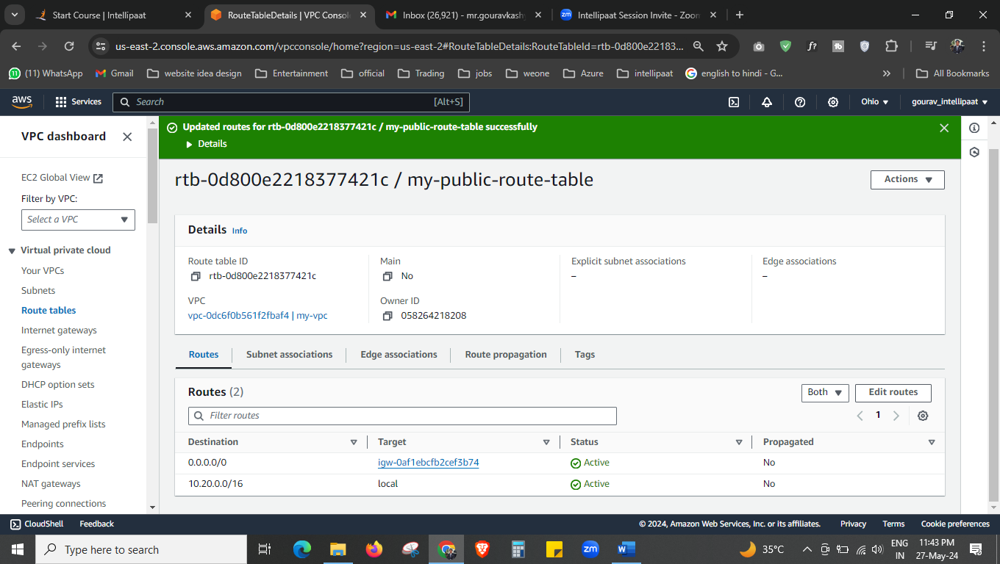 Start Course | Intellipaat
RouteTableDetails | VPC Consol
Inbox (26,921) - mr.gouravkash
zm Intellipaat Session Invite - Zoom
us-east-2.console.aws.amazon.com/vpcconsole/home?region=us-east-2#RouteTableDetails:RouteTableId=rtb-0d800e22183...
(11) WhatsApp Gmail website idea design Entertainment official Trading jobs weone Azure intellipaat english to hindi - G... All Bookmarks
aws Services Search [Alt+S] Ohio gourav_intellipaat
VPC dashboard
EC2 Global View
Filter by VPC:
Select a VPC
Virtual private cloud
Your VPCs
Subnets
Route tables
Internet gateways
Egress-only internet
gateways
DHCP option sets
Elastic IPs
Managed prefix lists
Endpoints
Endpoint services
NAT gateways
Peering connections
Updated routes for rtb-0d800e2218377421c / my-public-route-table successfully
Details
rtb-0d800e2218377421c / my-public-route-table
Actions
Details Info
Route table ID
rtb-0d800e2218377421c
Main
No
Explicit subnet associations
–
Edge associations
–
VPC
vpc-0dc6f0b561f2fbaf4 | my-vpc
Owner ID
058264218208
Routes Subnet associations Edge associations Route propagation Tags
Routes (2)
Both Edit routes
Filter routes
1
Destination Target Status Propagated
0.0.0.0/0 igw-0af1ebcfb2cef3b74 Active No
10.20.0.0/16 local Active No
CloudShell Feedback © 2024, Amazon Web Services, Inc. or its affiliates. Privacy Terms Cookie preferences
Type here to search
35°C
ENG
IN
11:43 PM
27-May-24